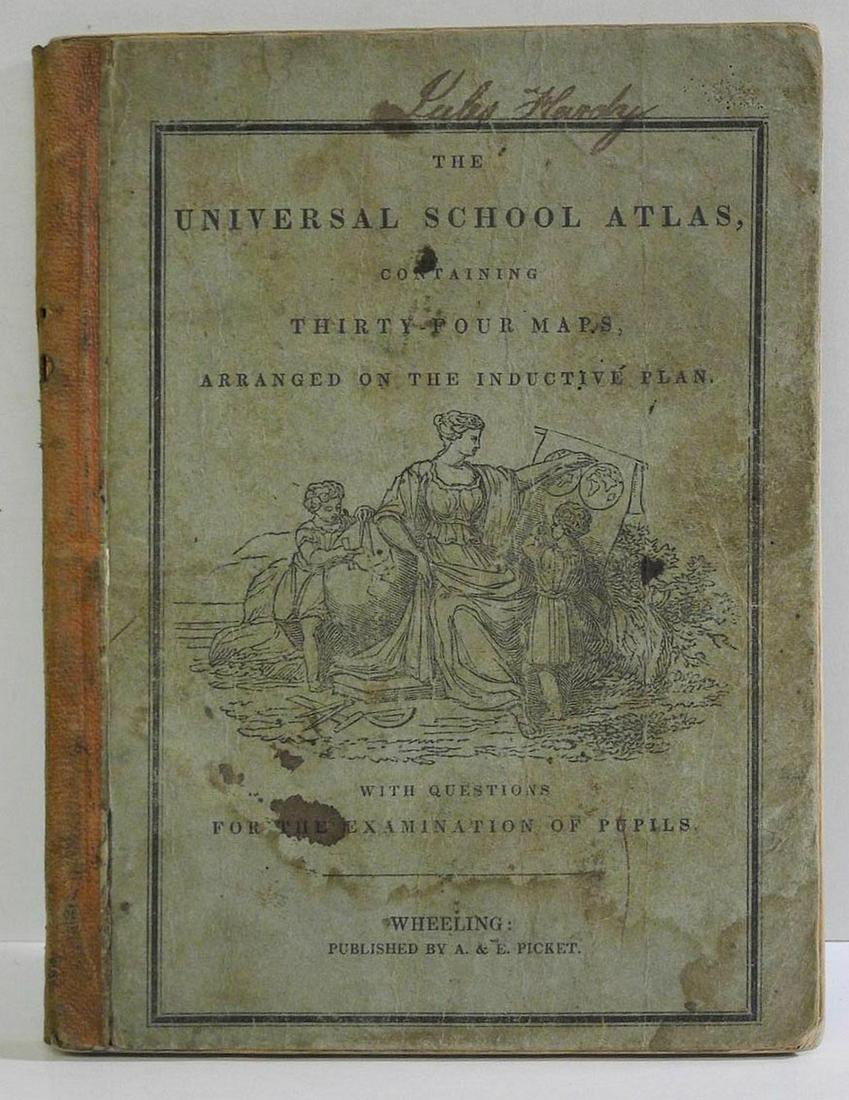 Hardy
THE
UNIVERSAL SCHOOL ATLAS,
CONTAINING
THIRTY-FOUR MAPS,
ARRANGED ON THE INDUCTIVE PLAN.
WITH QUESTIONS
FOR THE EXAMINATION OF PUPILS.
WHEELING:
PUBLISHED BY A. & E. PICKET.